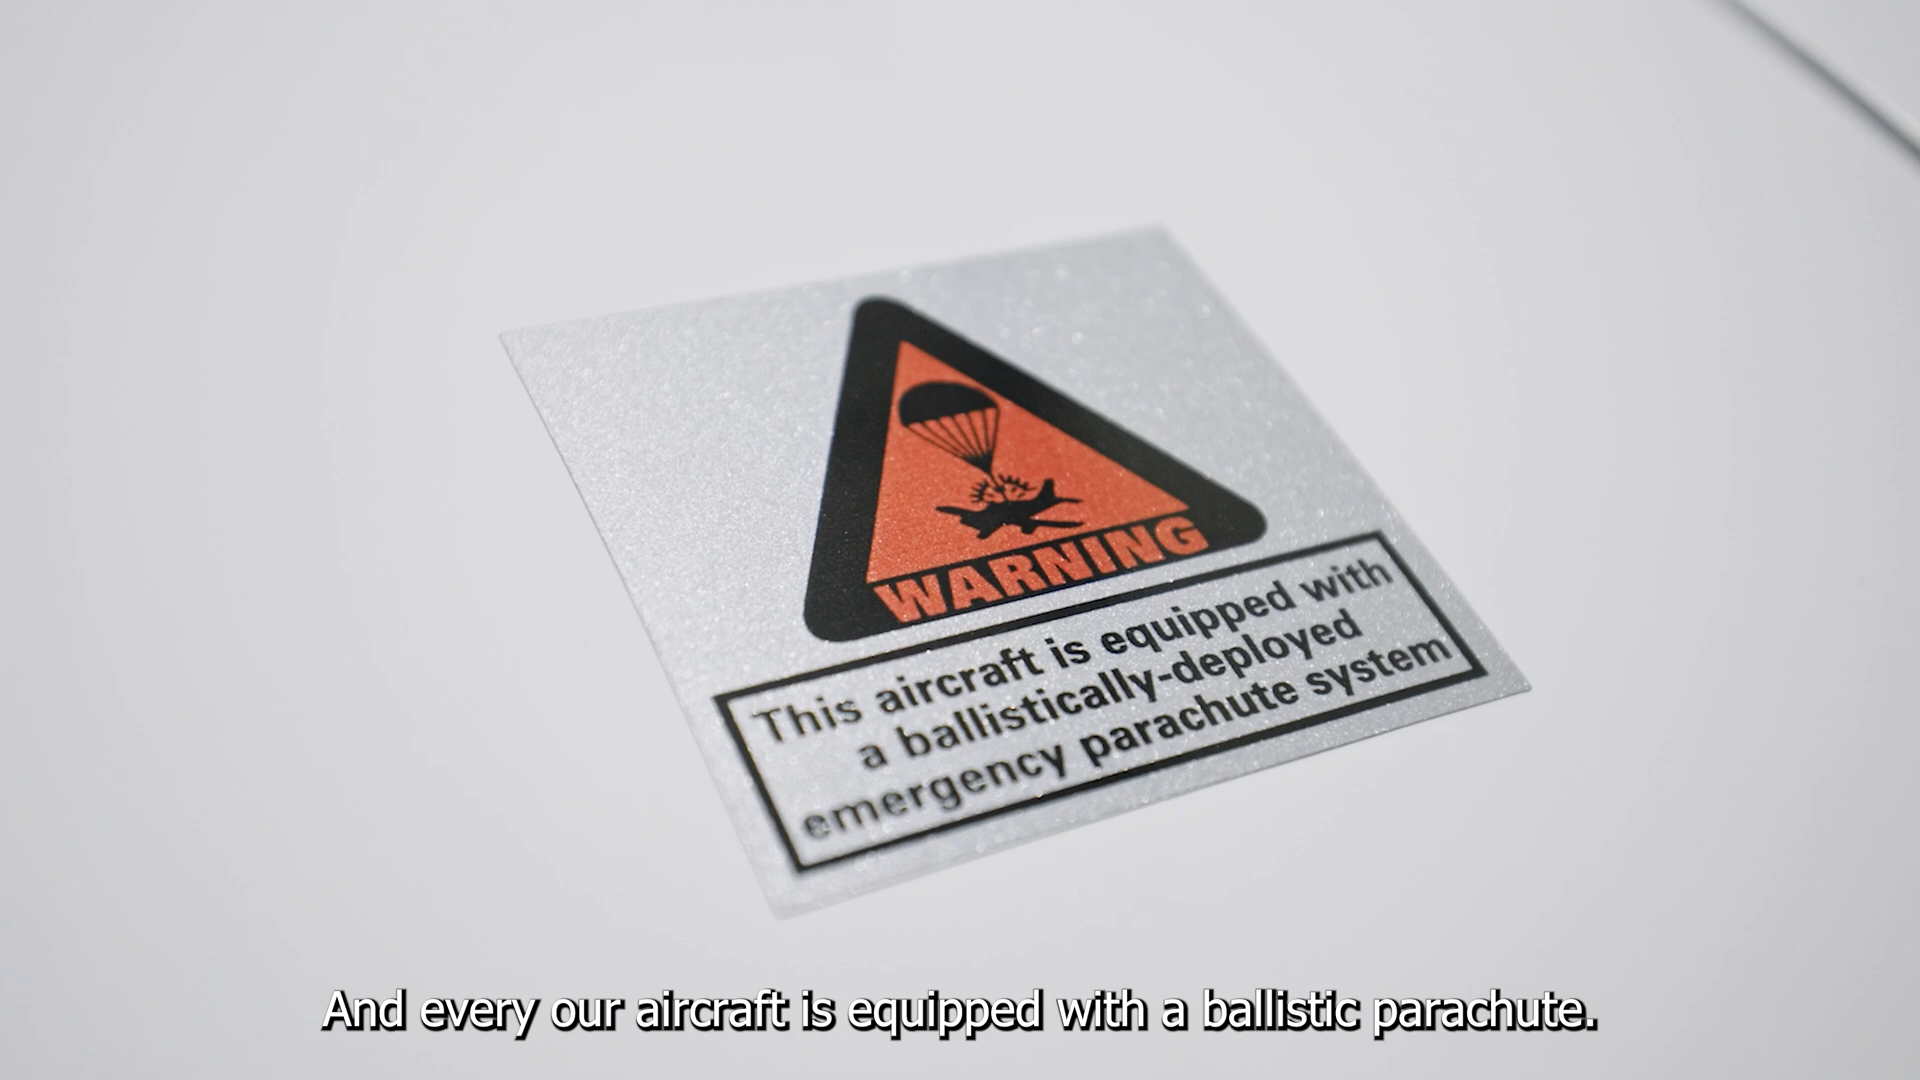 WARNING
This aircraft is equipped with
a ballistically-deployed
emergency parachute system
And every our aircraft is equipped with a ballistic parachute.